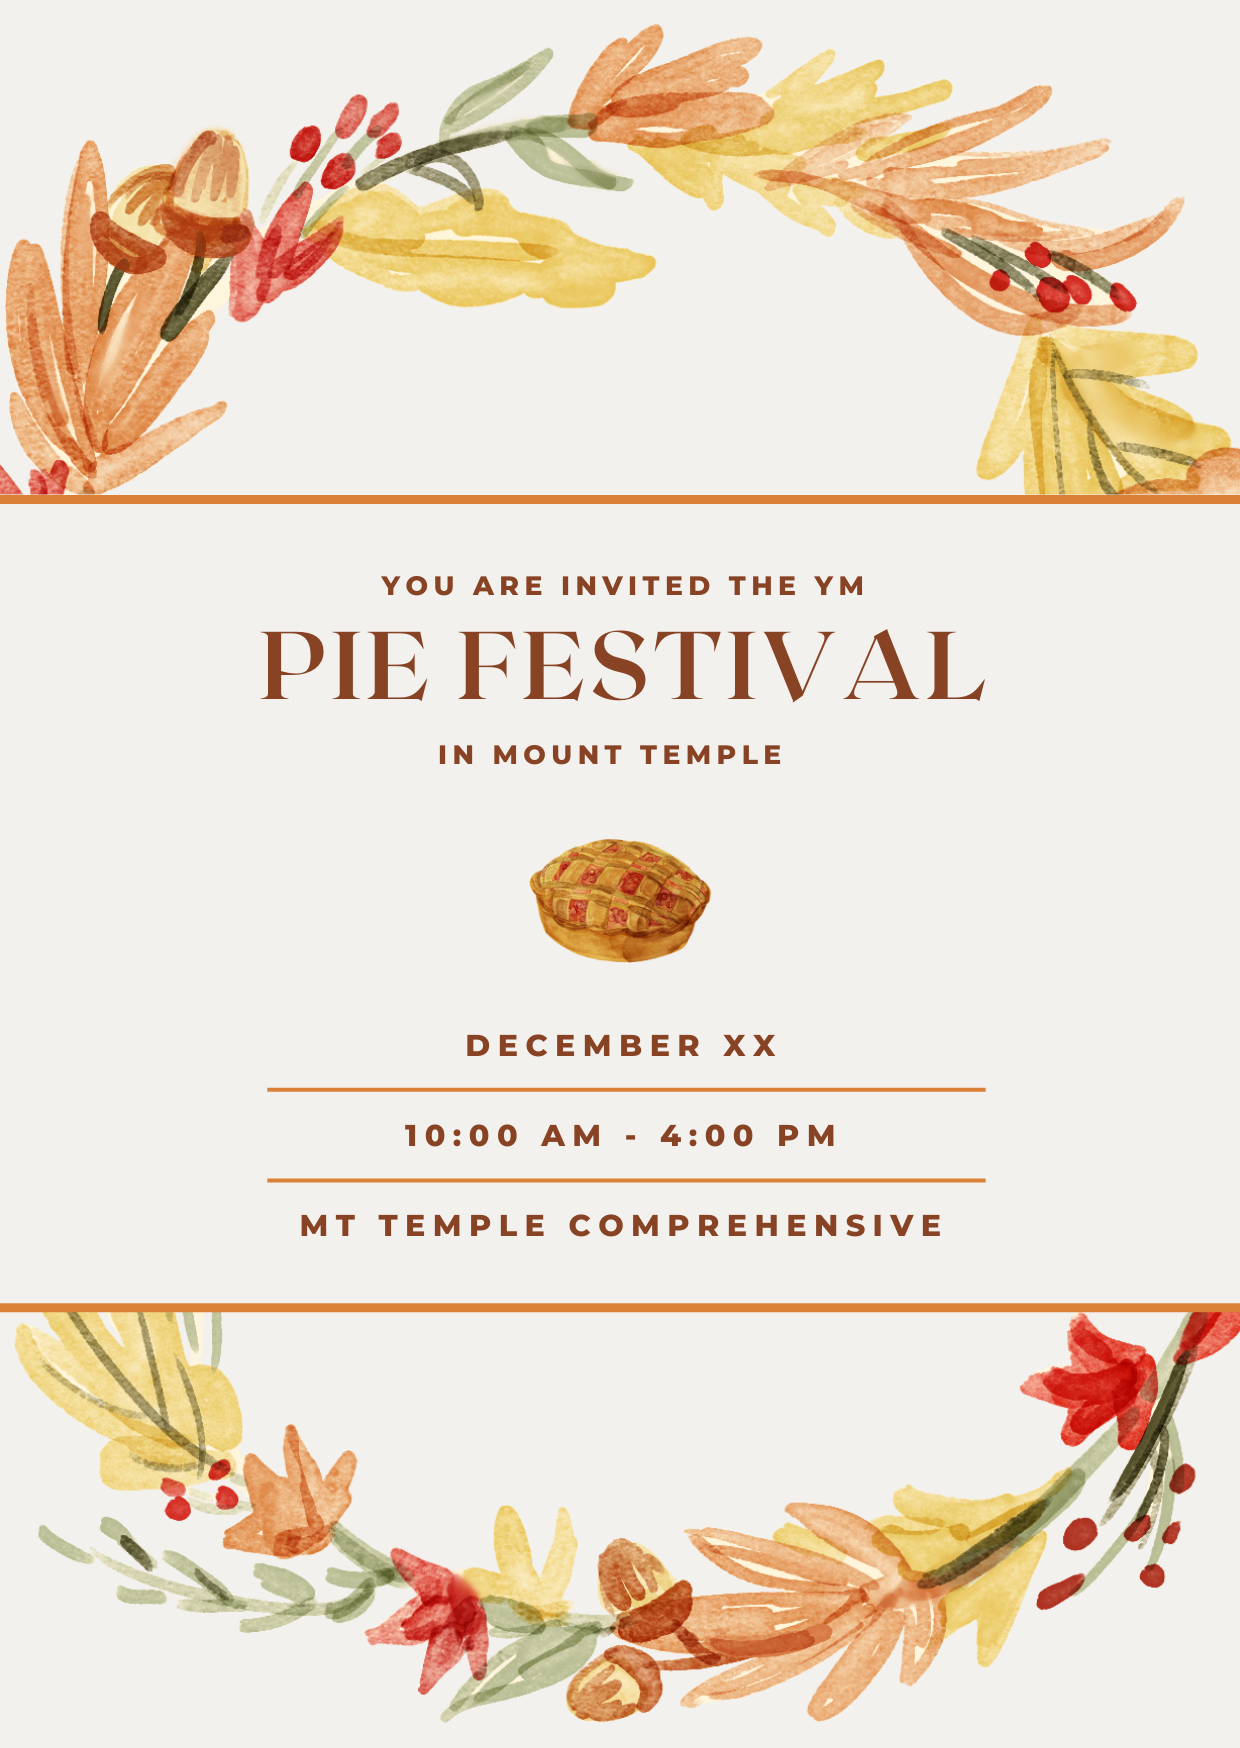 YOU ARE INVITED THE YM
PIE FESTIVAL
IN MOUNT TEMPLE
DECEMBER XX
10:00 AM - 4:00 PM
MT TEMPLE COMPREHENSIVE